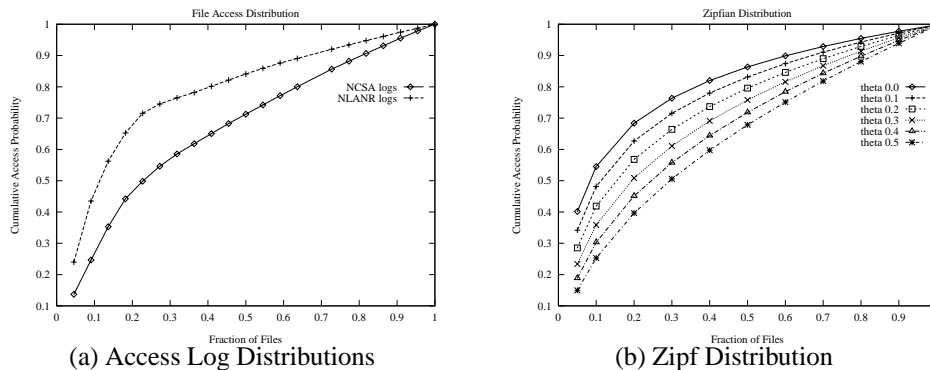 File Access Distribution
1
0.9
0.8
0.7
0.6
0.5
0.4
0.3
0.2
0.1
Cumulative Access Probability
NCSA logs
NLANR logs
0 0.1 0.2 0.3 0.4 0.5 0.6 0.7 0.8 0.9 1
Fraction of Files
(a) Access Log Distributions
Zipfian Distribution
1
0.9
0.8
0.7
0.6
0.5
0.4
0.3
0.2
0.1
Cumulative Access Probability
theta 0.0
theta 0.1
theta 0.2
theta 0.3
theta 0.4
theta 0.5
0 0.1 0.2 0.3 0.4 0.5 0.6 0.7 0.8 0.9
Fraction of Files
(b) Zipf Distribution